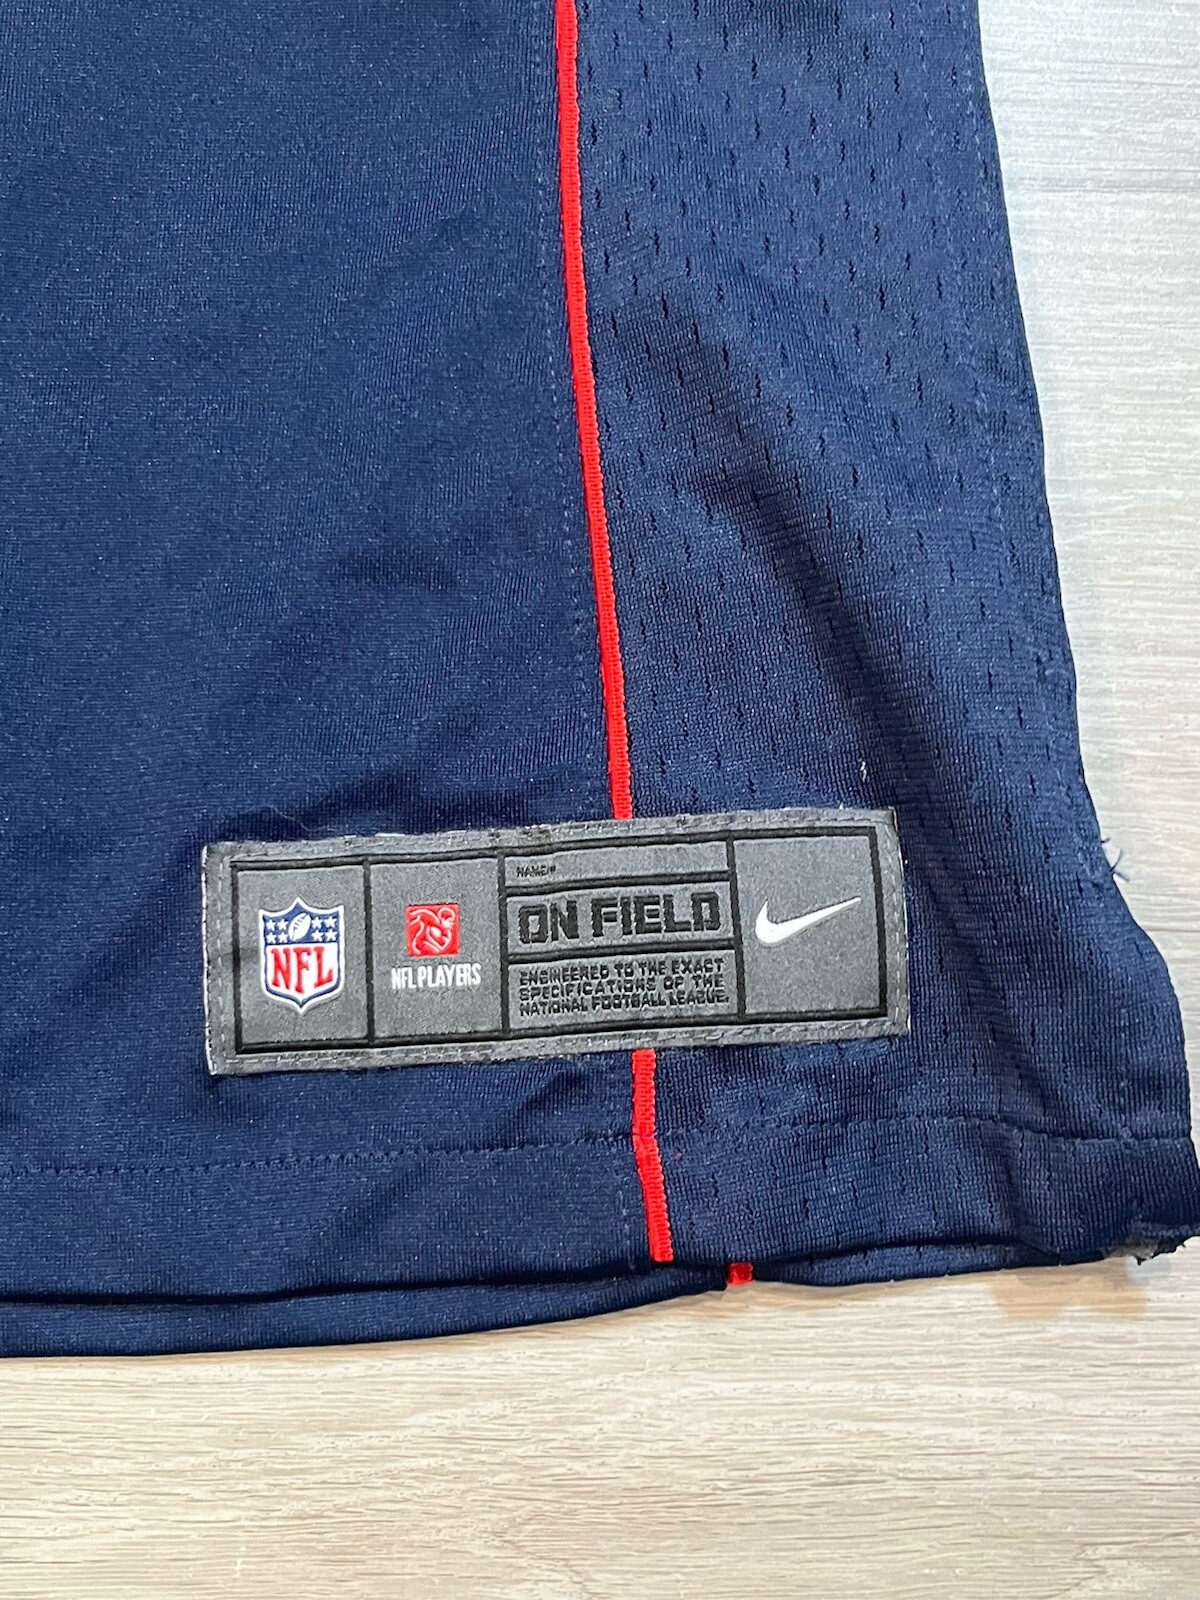 NFL
NFL PLAYERS
NAME/#
ON FIELD
ENGINEERED TO THE EXACT
SPECIFICATIONS OF THE
NATIONAL FOOTBALL LEAGUE.